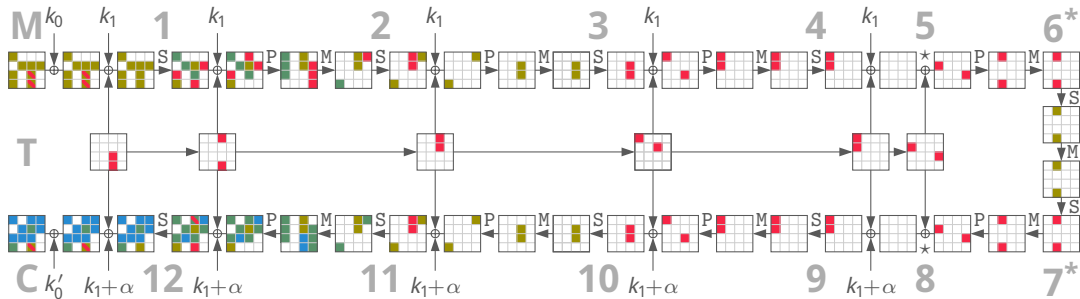 M k₀ k₁ 1 k₁ 2 k₁ 3 k₁ 4 k₁ 5 6*
S P M S P M S P M S ⋆ P M
S
T
M
S
S P M S P M S P M S ⋆ P M
C k₀′ k₁+α 12 k₁+α 11 k₁+α 10 k₁+α 9 k₁+α 8 7*